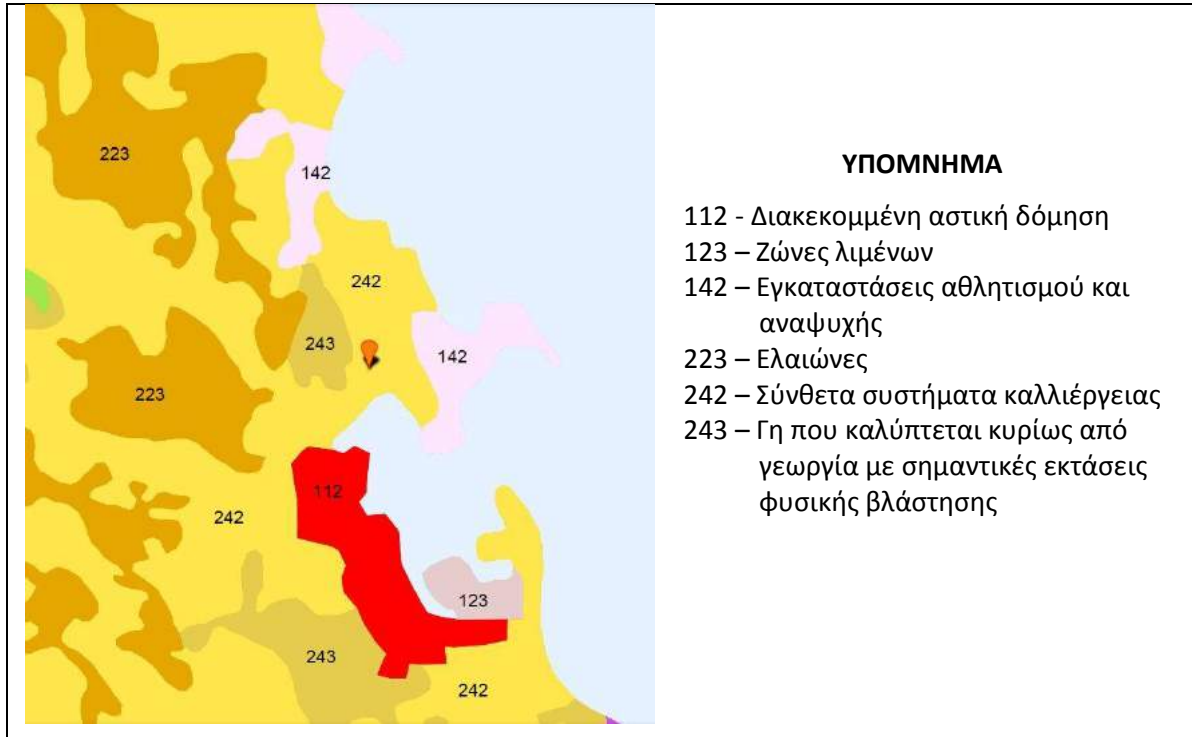 223
142
242
243
142
223
112
242
123
243
242
ΥΠΟΜΝΗΜΑ
112 - Διακεκομμένη αστική δόμηση
123 – Ζώνες λιμένων
142 – Εγκαταστάσεις αθλητισμού και
αναψυχής
223 – Ελαιώνες
242 – Σύνθετα συστήματα καλλιέργειας
243 – Γη που καλύπτεται κυρίως από
γεωργία με σημαντικές εκτάσεις
φυσικής βλάστησης